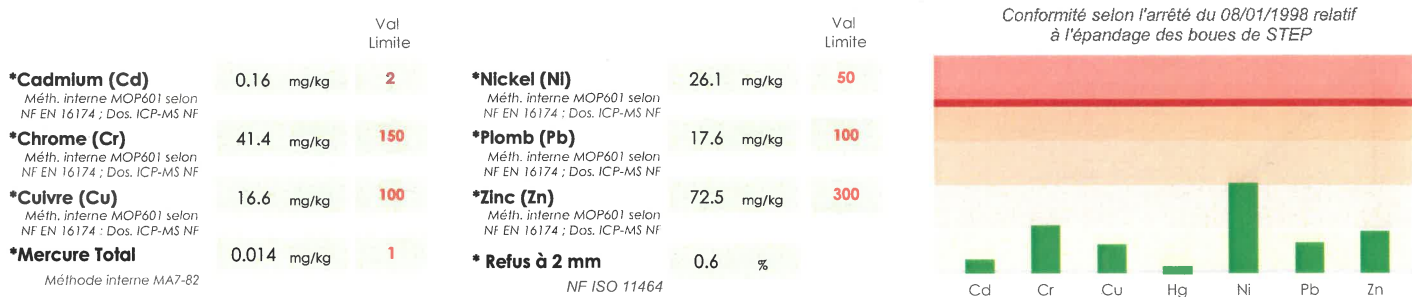 Val
Limite
*Cadmium (Cd) 0.16 mg/kg 2
Méth. interne MOP601 selon
NF EN 16174 ; Dos. ICP-MS NF
*Chrome (Cr) 41.4 mg/kg 150
Méth. interne MOP601 selon
NF EN 16174 ; Dos. ICP-MS NF
*Cuivre (Cu) 16.6 mg/kg 100
Méth. interne MOP601 selon
NF EN 16174 ; Dos. ICP-MS NF
*Mercure Total 0.014 mg/kg 1
Méthode interne MA7-82
Val
Limite
*Nickel (Ni) 26.1 mg/kg 50
Méth. interne MOP601 selon
NF EN 16174 ; Dos. ICP-MS NF
*Plomb (Pb) 17.6 mg/kg 100
Méth. interne MOP601 selon
NF EN 16174 ; Dos. ICP-MS NF
*Zinc (Zn) 72.5 mg/kg 300
Méth. interne MOP601 selon
NF EN 16174 ; Dos. ICP-MS NF
* Refus à 2 mm 0.6 %
NF ISO 11464
Conformité selon l'arrêté du 08/01/1998 relatif
à l'épandage des boues de STEP
Cd Cr Cu Hg Ni Pb Zn